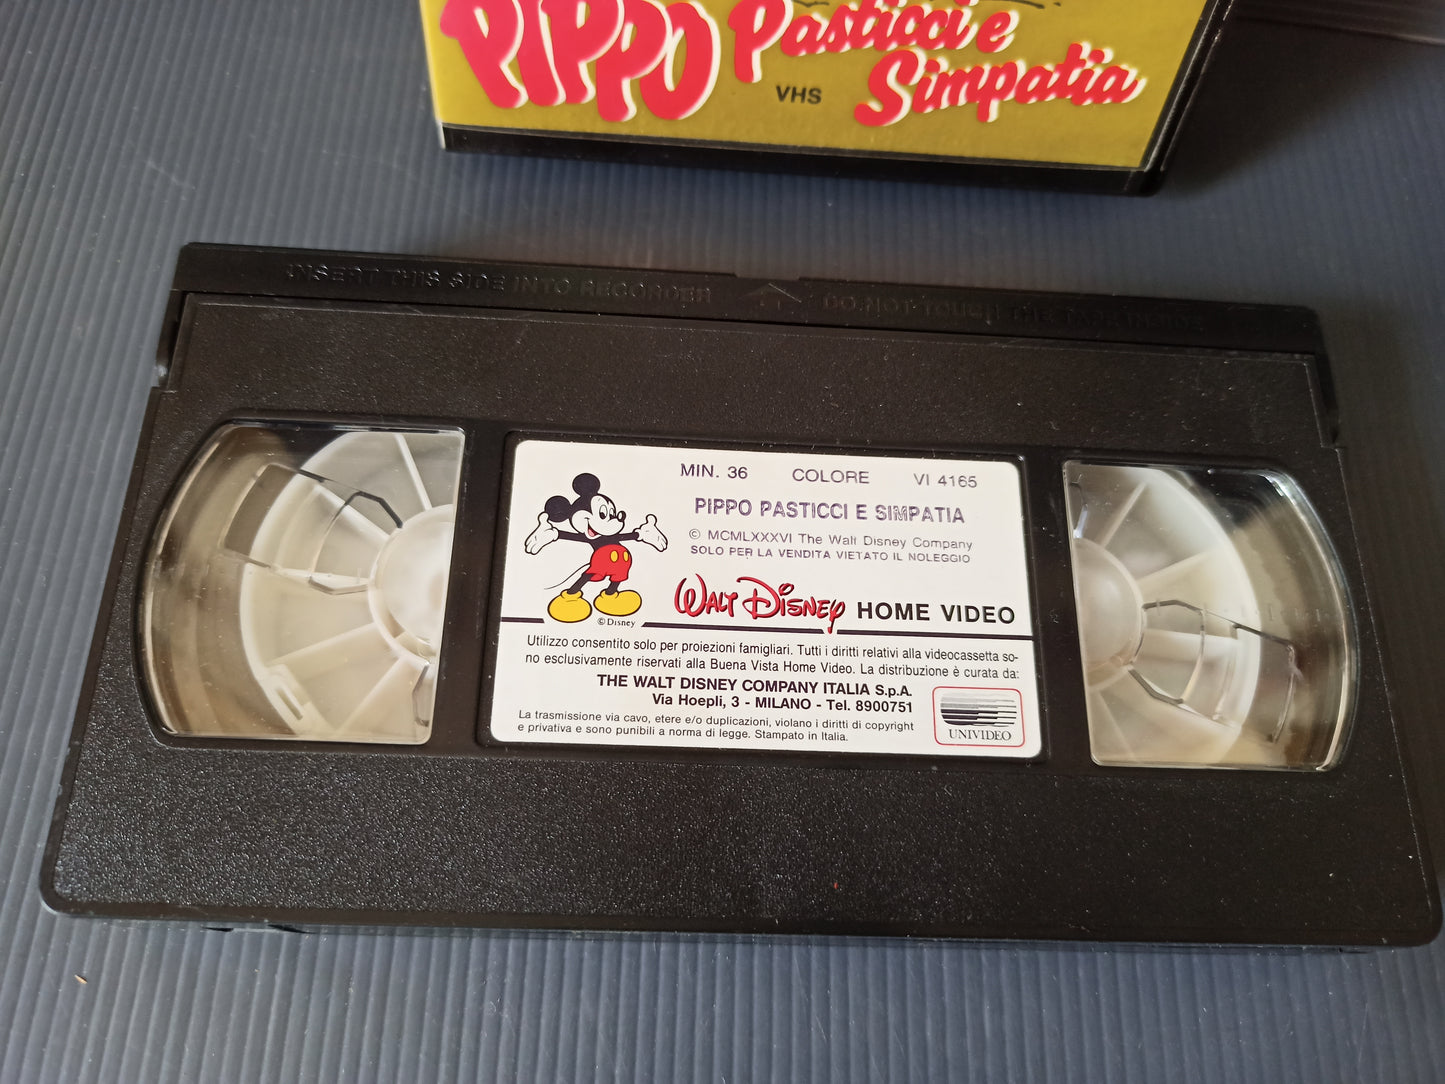 PIPPO Pasticci e
Simpatia
VHS
INSERT THIS SIDE INTO RECORDER DO NOT TOUCH THE TAPE INSIDE
MIN. 36 COLORE VI 4165
PIPPO PASTICCI E SIMPATIA
© MCMLXXXVI The Walt Disney Company
SOLO PER LA VENDITA VIETATO IL NOLEGGIO
WALT DISNEY HOME VIDEO
© Disney
Utilizzo consentito solo per proiezioni famigliari. Tutti i diritti relativi alla videocassetta so-
no esclusivamente riservati alla Buena Vista Home Video. La distribuzione è curata da:
THE WALT DISNEY COMPANY ITALIA S.p.A.
Via Hoepli, 3 - MILANO - Tel. 8900751
La trasmissione via cavo, etere e/o duplicazioni, violano i diritti di copyright
e privativa e sono punibili a norma di legge. Stampato in Italia.
UNIVIDEO